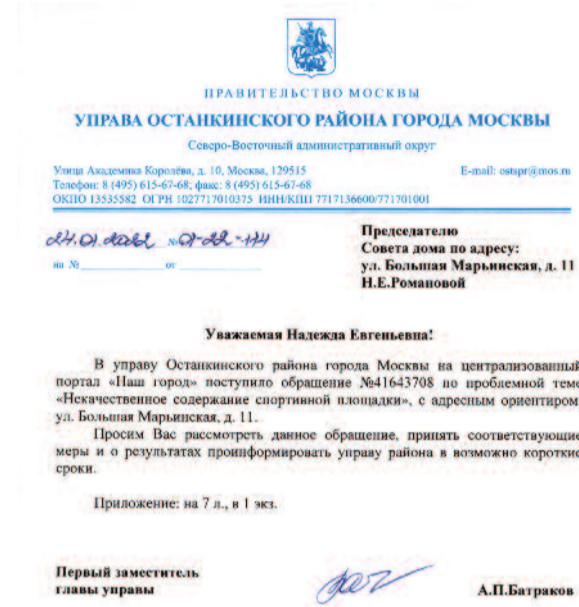 ПРАВИТЕЛЬСТВО МОСКВЫ
УПРАВА ОСТАНКИНСКОГО РАЙОНА ГОРОДА МОСКВЫ
Северо-Восточный административный округ
Улица Академика Королёва, д. 10, Москва, 129515
E-mail: ostspr@mos.ru
Телефон: 8 (495) 615-67-68; факс: 8 (495) 615-67-68
ОКПО 13535582 ОГРН 1027717010375 ИНН/КПП 7717136600/771701001
24.01.2022 № 01-22-114
на № от
Председателю
Совета дома по адресу:
ул. Большая Марьинская, д. 11
Н.Е.Романовой
Уважаемая Надежда Евгеньевна!
В управу Останкинского района города Москвы на централизованный
портал «Наш город» поступило обращение №41643708 по проблемной теме
«Некачественное содержание спортивной площадки», с адресным ориентиром:
ул. Большая Марьинская, д. 11.
Просим Вас рассмотреть данное обращение, принять соответствующие
меры и о результатах проинформировать управу района в возможно короткие
сроки.
Приложение: на 7 л., в 1 экз.
Первый заместитель
главы управы
А.П.Батраков